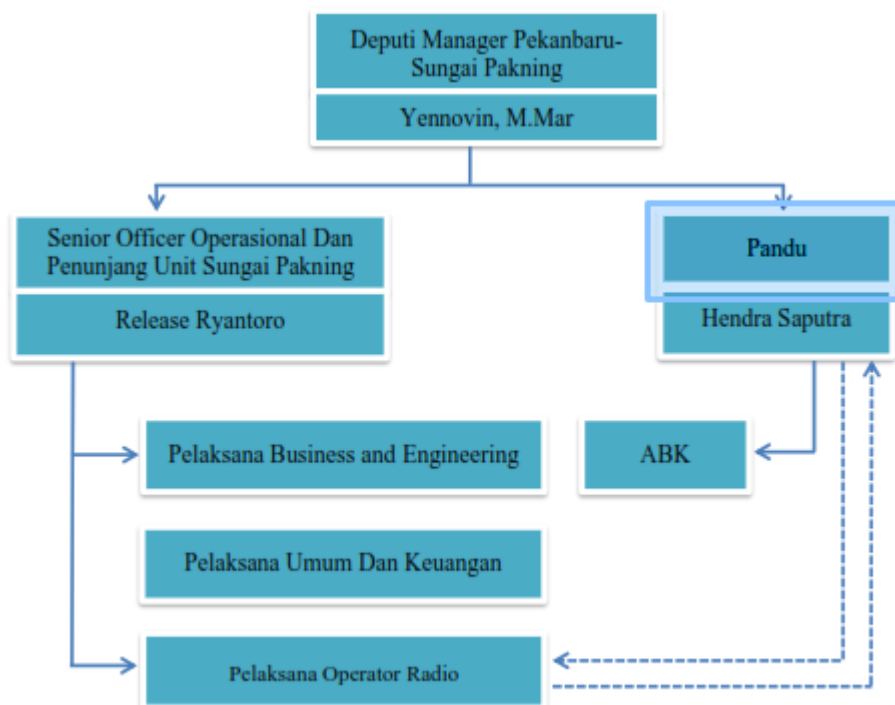 Deputi Manager Pekanbaru-
Sungai Pakning
Yennovin, M.Mar
Senior Officer Operasional Dan
Penunjang Unit Sungai Pakning
Release Ryantoro
Pandu
Hendra Saputra
Pelaksana Business and Engineering
ABK
Pelaksana Umum Dan Keuangan
Pelaksana Operator Radio